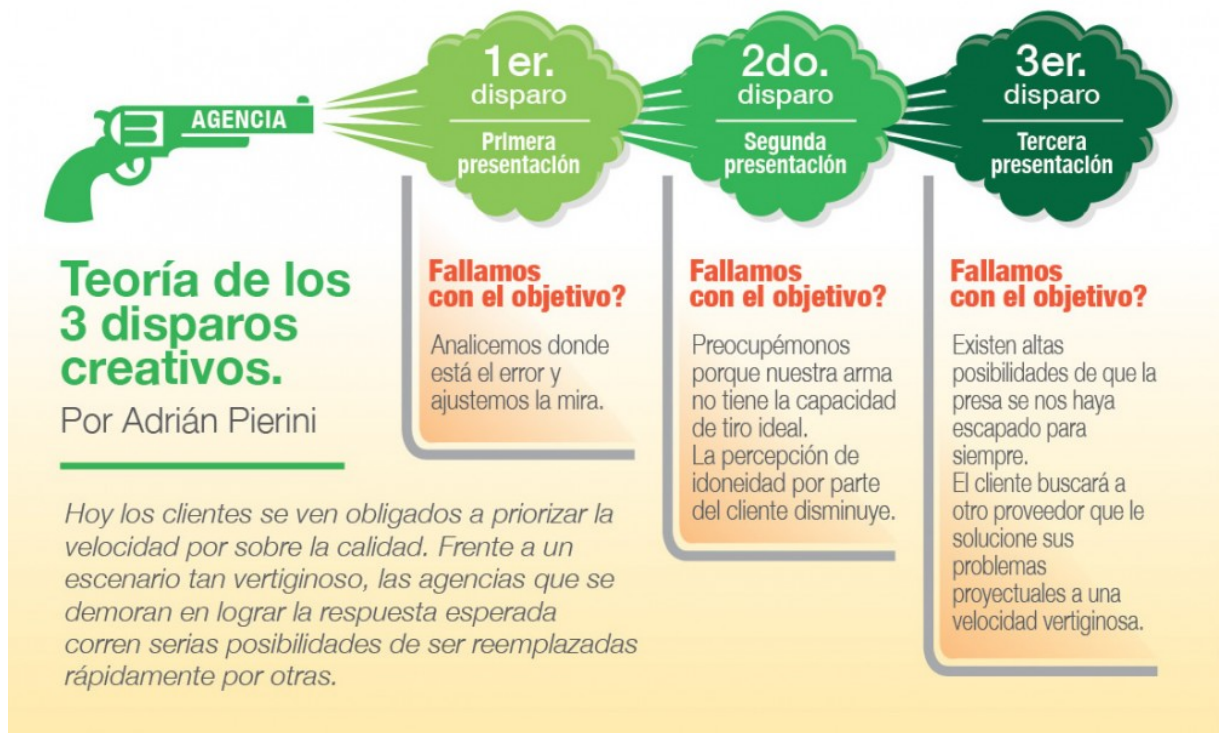 AGENCIA
1er.
disparo
Primera
presentación
2do.
disparo
Segunda
presentación
3er.
disparo
Tercera
presentación
Teoría de los
3 disparos
creativos.
Por Adrián Pierini
Hoy los clientes se ven obligados a priorizar la
velocidad por sobre la calidad. Frente a un
escenario tan vertiginoso, las agencias que se
demoran en lograr la respuesta esperada
corren serias posibilidades de ser reemplazadas
rápidamente por otras.
Fallamos
con el objetivo?
Analicemos donde
está el error y
ajustemos la mira.
Fallamos
con el objetivo?
Preocupémonos
porque nuestra arma
no tiene la capacidad
de tiro ideal.
La percepción de
idoneidad por parte
del cliente disminuye.
Fallamos
con el objetivo?
Existen altas
posibilidades de que la
presa se nos haya
escapado para
siempre.
El cliente buscará a
otro proveedor que le
solucione sus
problemas
proyectuales a una
velocidad vertiginosa.